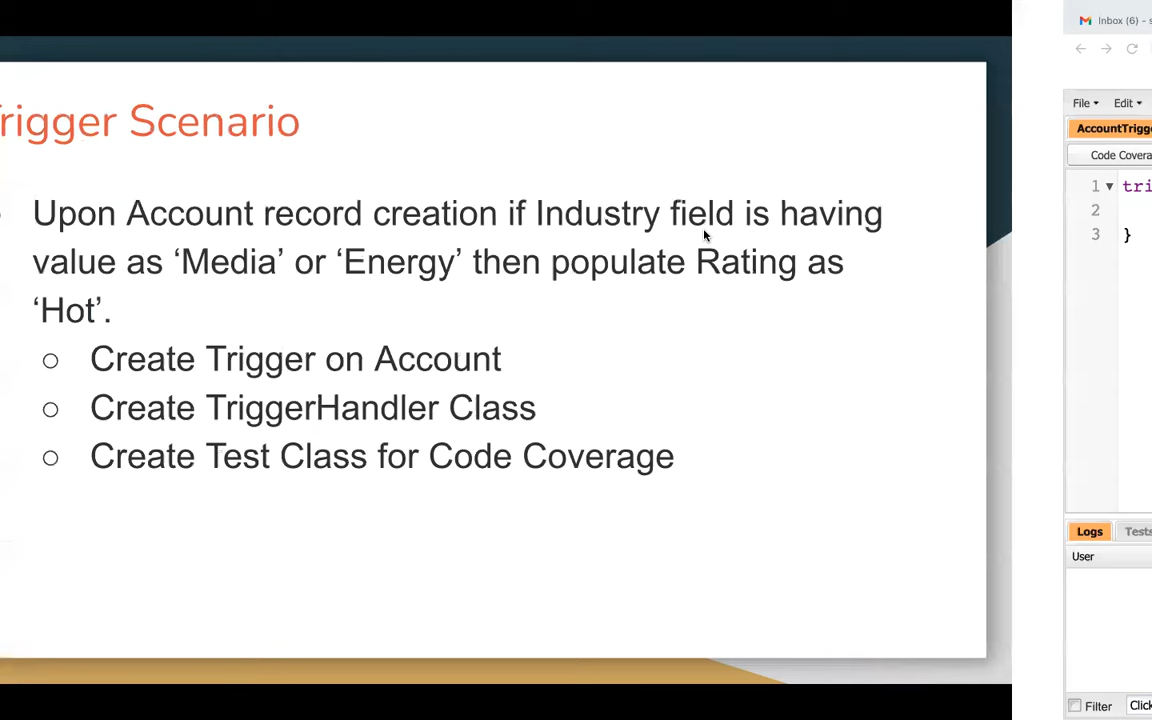 rigger Scenario
Upon Account record creation if Industry field is having
value as ‘Media’ or ‘Energy’ then populate Rating as
‘Hot’.
○ Create Trigger on Account
○ Create TriggerHandler Class
○ Create Test Class for Code Coverage
Inbox (6) - s
File Edit
AccountTrigg
Code Covera
1 tri
2
3 }
Logs Tests
User
Filter Click